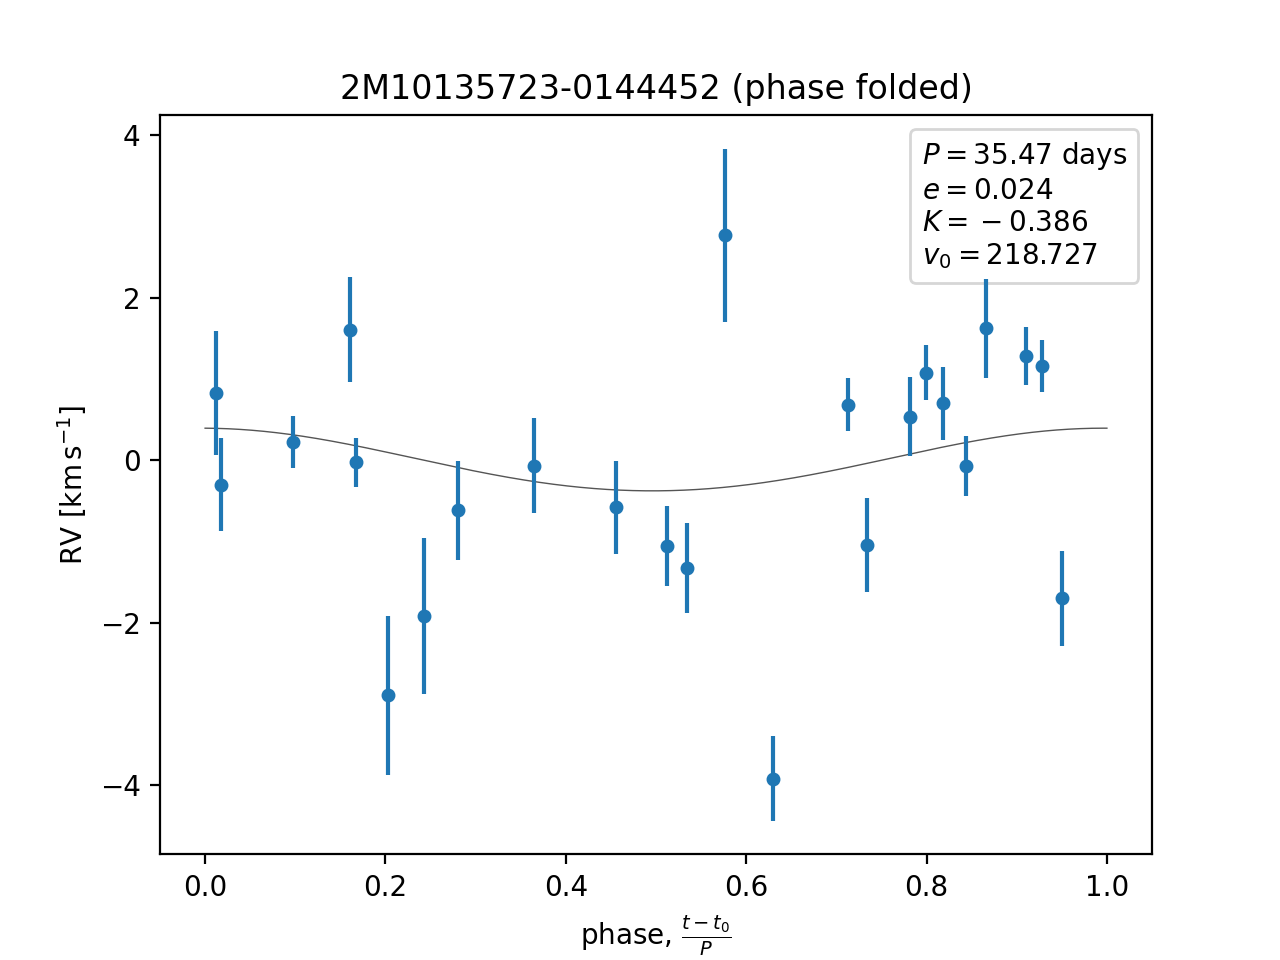 2M10135723-0144452 (phase folded)
P = 35.47 days
e = 0.024
K = −0.386
v₀ = 218.727
RV [km s⁻¹]
4
2
0
−2
−4
0.0 0.2 0.4 0.6 0.8 1.0
phase, (t − t₀)/P